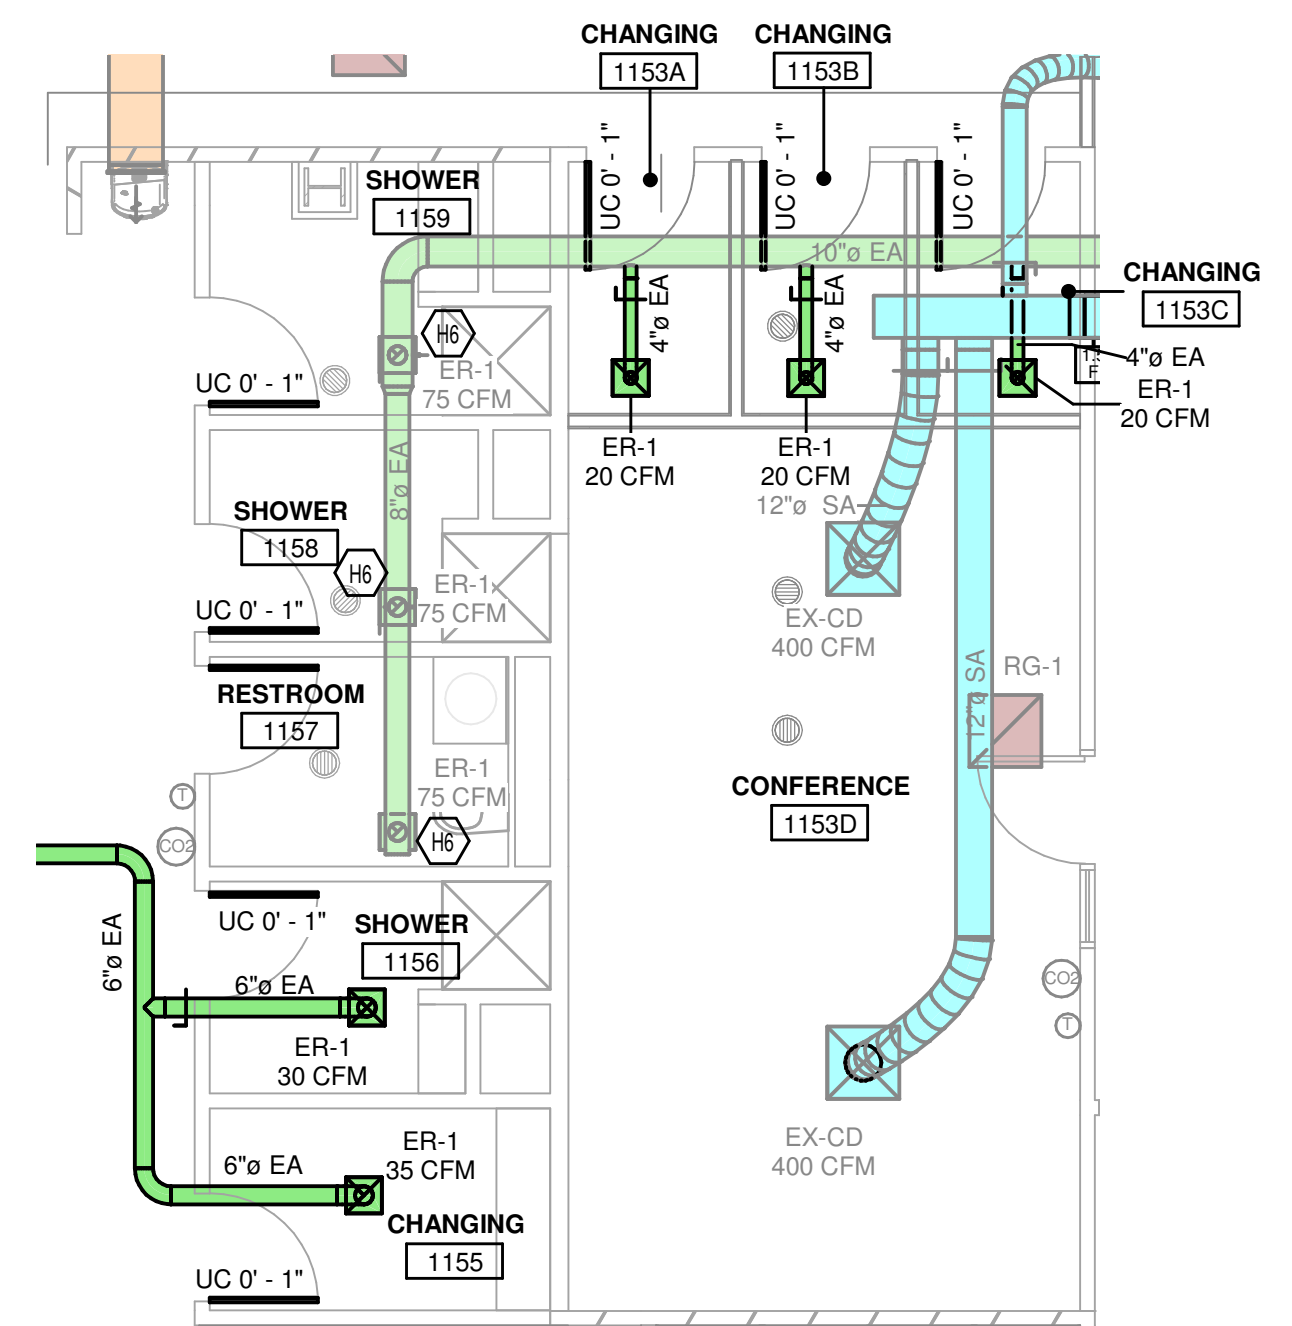 CHANGING
1153A
CHANGING
1153B
UC 0' - 1"
UC 0' - 1"
UC 0' - 1"
SHOWER
1159
10"ø EA
CHANGING
1153C
4"ø EA
4"ø EA
4"ø EA
H6
ER-1
75 CFM
UC 0' - 1"
F
ER-1
20 CFM
ER-1
20 CFM
ER-1
20 CFM
8"ø EA
12"ø SA
SHOWER
1158
H6
ER-1
75 CFM
UC 0' - 1"
EX-CD
400 CFM
RESTROOM
1157
12"ø SA
RG-1
ER-1
75 CFM
T
CO2
H6
CONFERENCE
1153D
UC 0' - 1"
SHOWER
1156
6"ø EA
6"ø EA
CO2
T
ER-1
30 CFM
EX-CD
400 CFM
6"ø EA
ER-1
35 CFM
CHANGING
1155
UC 0' - 1"